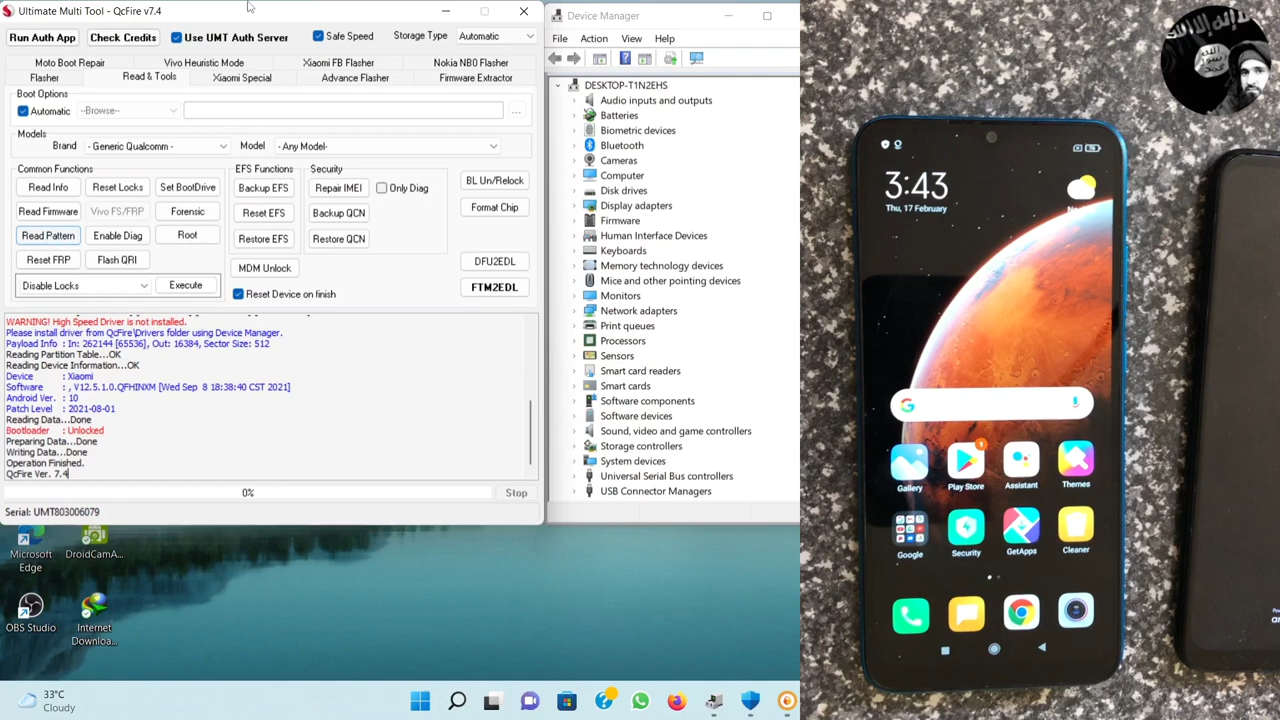 Ultimate Multi Tool - QcFire v7.4
Run Auth App
Check Credits
Use UMT Auth Server
Safe Speed
Storage Type
Automatic
Moto Boot Repair
Vivo Heuristic Mode
Xiaomi FB Flasher
Nokia NB0 Flasher
Flasher
Read & Tools
Xiaomi Special
Advance Flasher
Firmware Extractor
Boot Options
Automatic
--Browse--
...
Models
Brand
- Generic Qualcomm -
Model
- Any Model-
Common Functions
Read Info
Reset Locks
Set BootDrive
Read Firmware
Vivo FS/FRP
Forensic
Read Pattern
Enable Diag
Root
Reset FRP
Flash QRI
Disable Locks
Execute
EFS Functions
Backup EFS
Reset EFS
Restore EFS
MDM Unlock
Reset Device on finish
Security
Repair IMEI
Only Diag
Backup QCN
Restore QCN
BL Un/Relock
Format Chip
DFU2EDL
FTM2EDL
WARNING! High Speed Driver is not installed.
Please install driver from QcFire\Drivers folder using Device Manager.
Payload Info : In: 262144 [65536], Out: 16384, Sector Size: 512
Reading Partition Table...OK
Reading Device Information...OK
Device : Xiaomi
Software : , V12.5.1.0.QFHINXM [Wed Sep 8 18:38:40 CST 2021]
Android Ver. : 10
Patch Level : 2021-08-01
Reading Data...Done
Bootloader : Unlocked
Preparing Data...Done
Writing Data...Done
Operation Finished.
QcFire Ver. 7.4
0%
Stop
Serial: UMT803006079
Device Manager
File Action View Help
DESKTOP-T1N2EHS
Audio inputs and outputs
Batteries
Biometric devices
Bluetooth
Cameras
Computer
Disk drives
Display adapters
Firmware
Human Interface Devices
Keyboards
Memory technology devices
Mice and other pointing devices
Monitors
Network adapters
Print queues
Processors
Sensors
Smart card readers
Smart cards
Software components
Software devices
Sound, video and game controllers
Storage controllers
System devices
Universal Serial Bus controllers
USB Connector Managers
Microsoft
Edge
DroidCamA...
OBS Studio
Internet
Downloa...
33°C
Cloudy
3:43
Thu, 17 February
Gallery
Play Store
Assistant
Themes
Google
Security
GetApps
Cleaner
1
لا إله إلا الله
الله
رسول
محمد